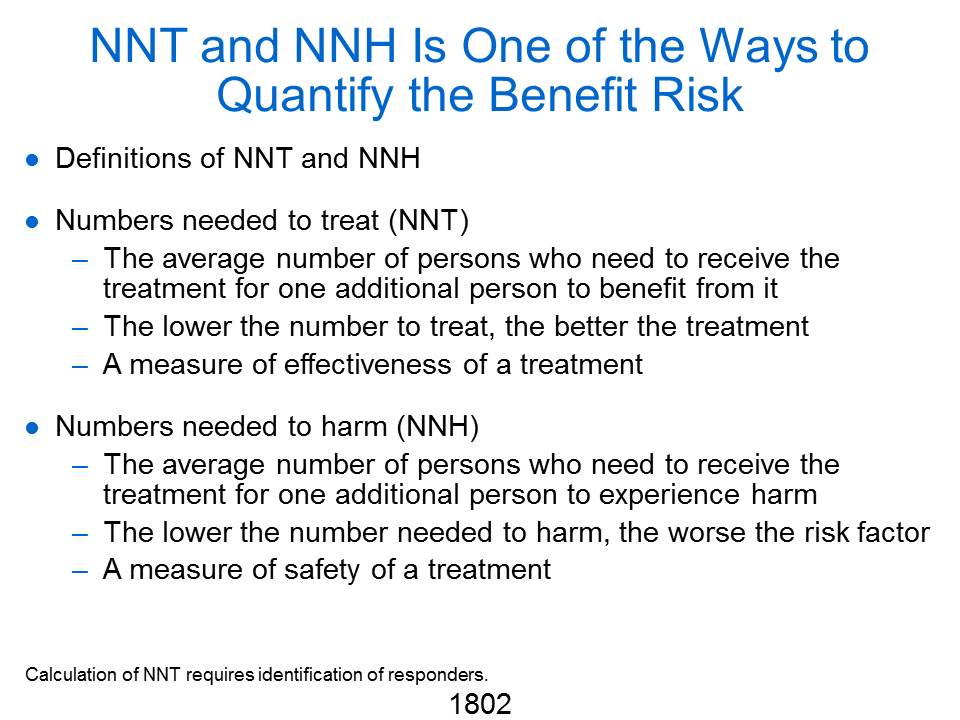 NNT and NNH Is One of the Ways to
Quantify the Benefit Risk
● Definitions of NNT and NNH
● Numbers needed to treat (NNT)
– The average number of persons who need to receive the
treatment for one additional person to benefit from it
– The lower the number to treat, the better the treatment
– A measure of effectiveness of a treatment
● Numbers needed to harm (NNH)
– The average number of persons who need to receive the
treatment for one additional person to experience harm
– The lower the number needed to harm, the worse the risk factor
– A measure of safety of a treatment
Calculation of NNT requires identification of responders.
1802